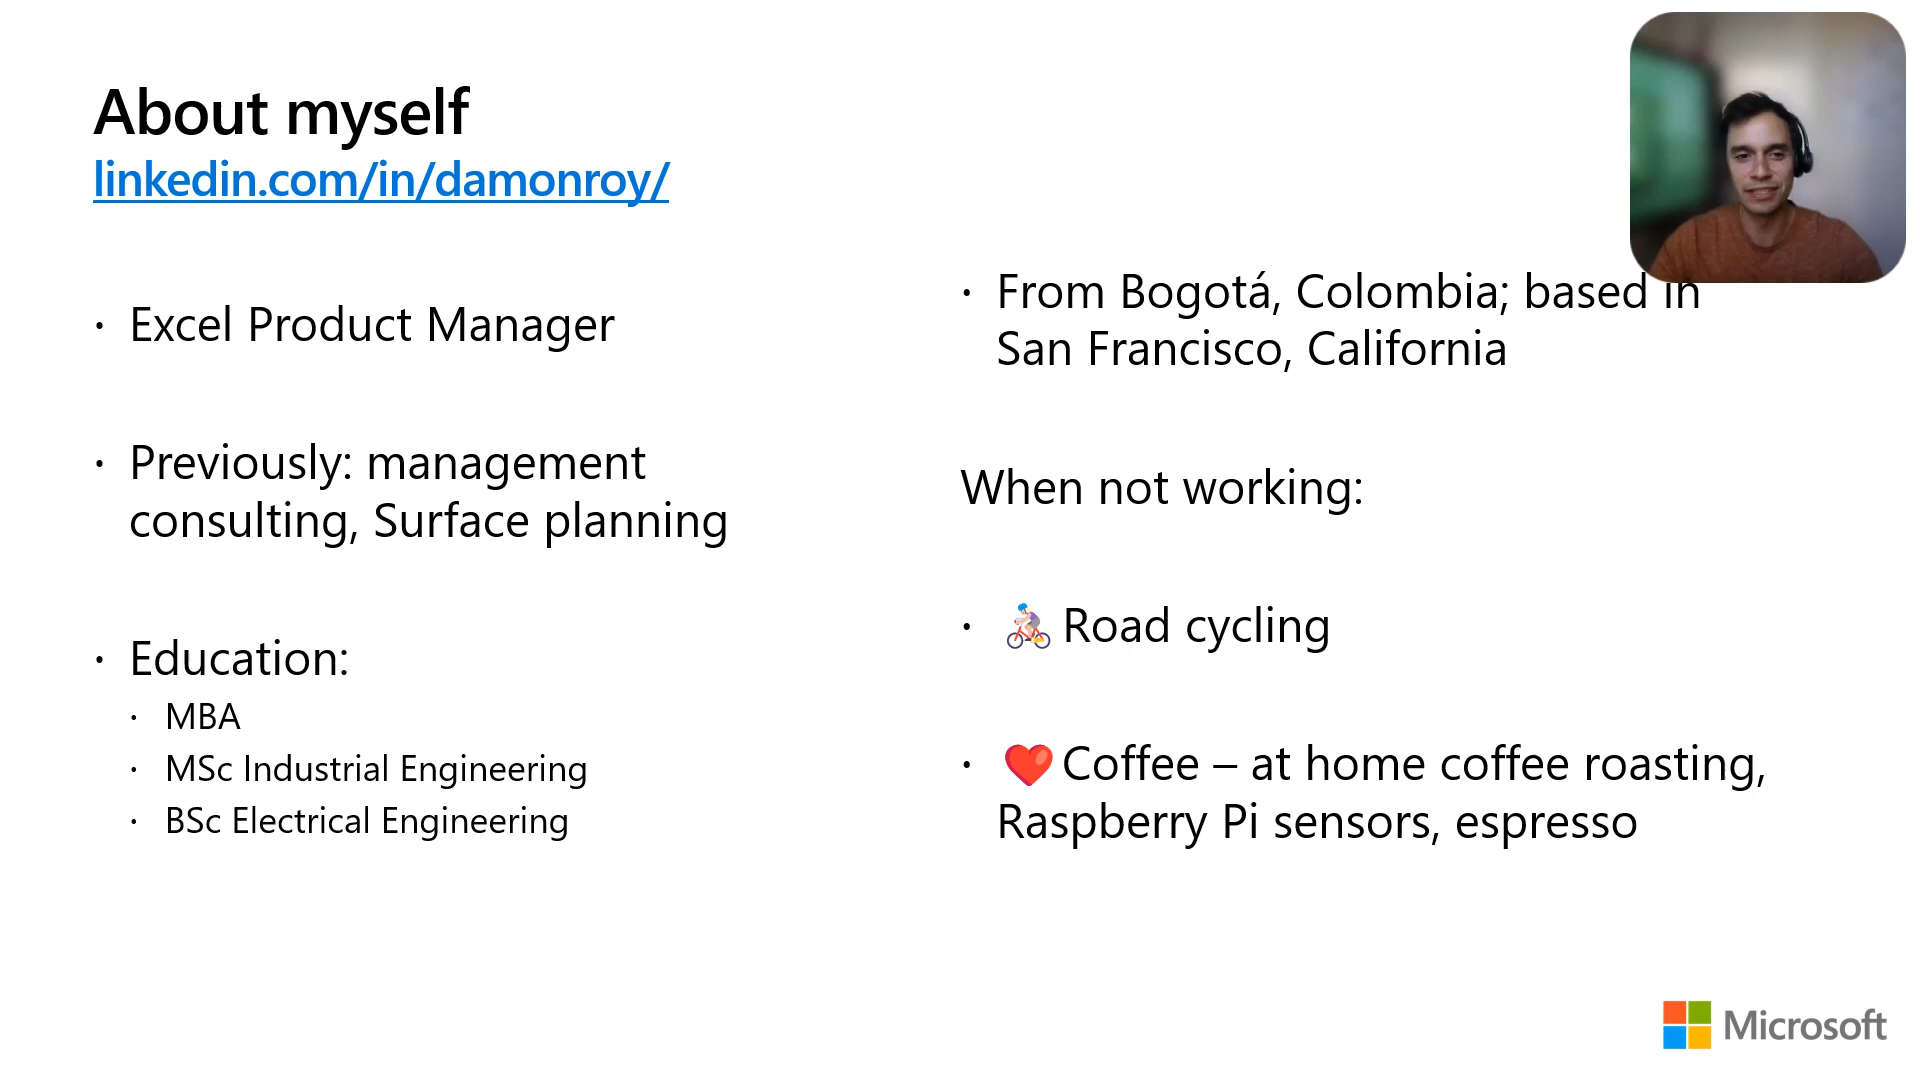 About myself
linkedin.com/in/damonroy/
· Excel Product Manager
· Previously: management
consulting, Surface planning
· Education:
· MBA
· MSc Industrial Engineering
· BSc Electrical Engineering
· From Bogotá, Colombia; based in
San Francisco, California
When not working:
· 🚴🏻 Road cycling
· ❤️ Coffee – at home coffee roasting,
Raspberry Pi sensors, espresso
Microsoft